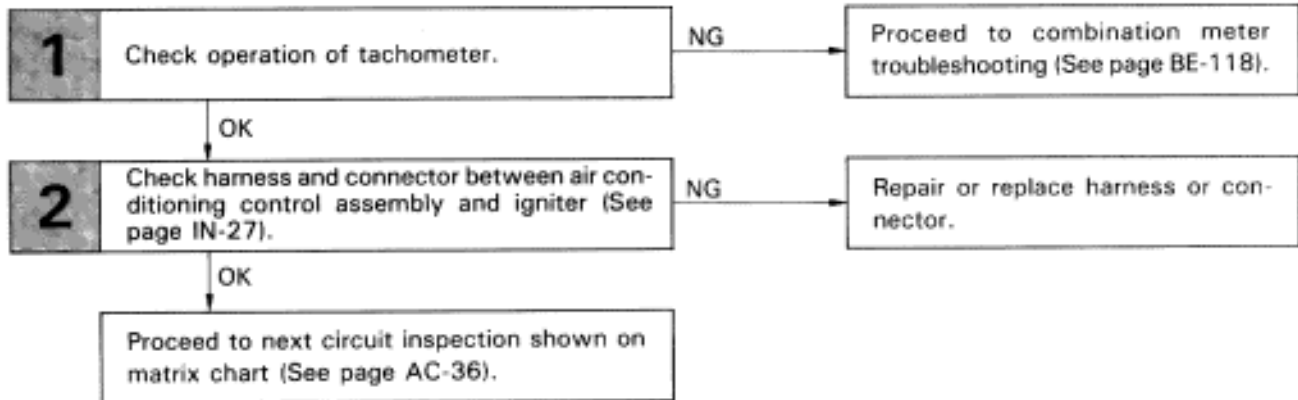 1
Check operation of tachometer.
NG
Proceed to combination meter
troubleshooting (See page BE-118).
OK
2
Check harness and connector between air con-
ditioning control assembly and igniter (See
page IN-27).
NG
Repair or replace harness or con-
nector.
OK
Proceed to next circuit inspection shown on
matrix chart (See page AC-36).